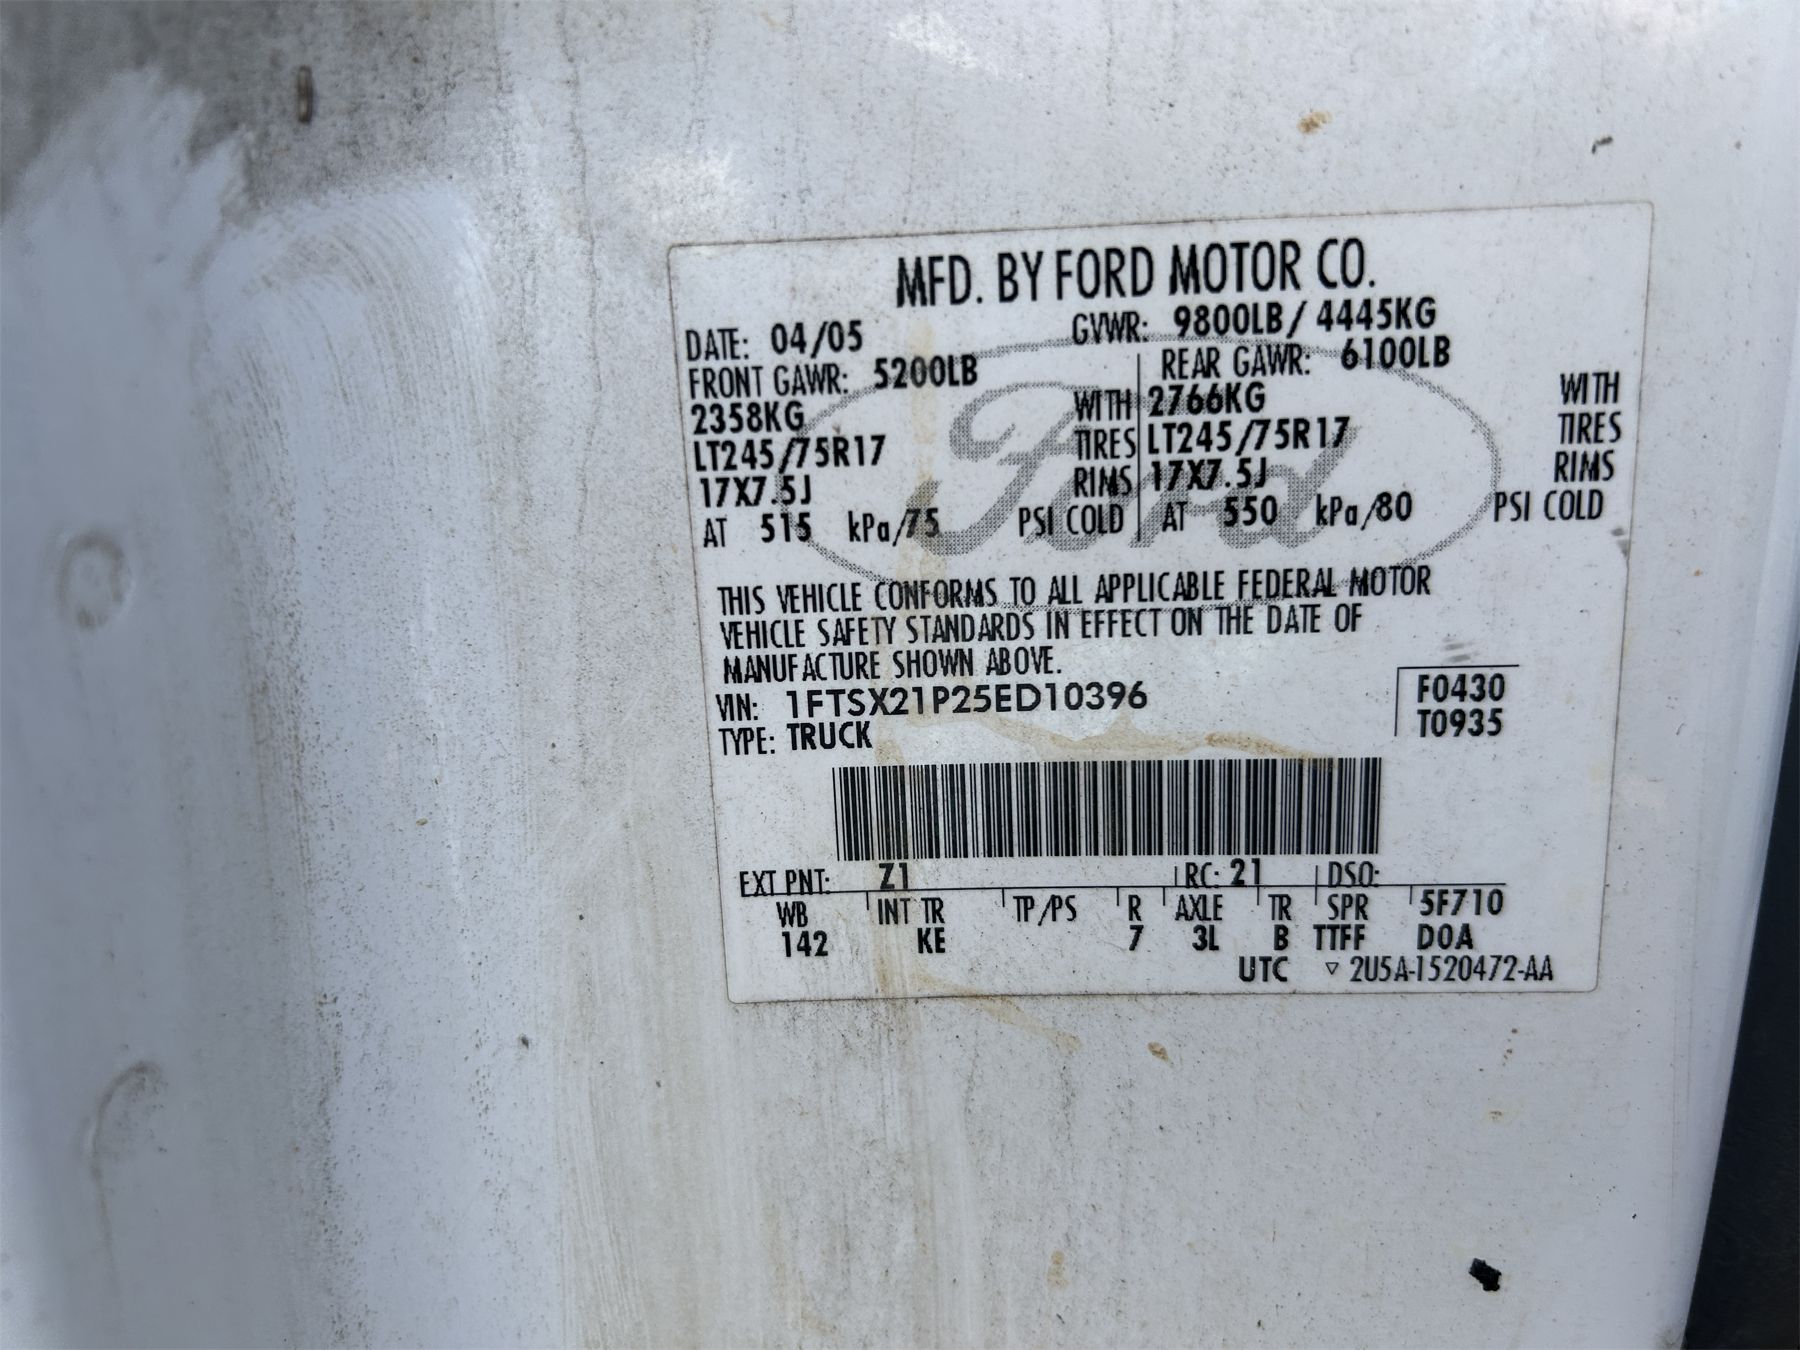 MFD. BY FORD MOTOR CO.
DATE: 04/05 GVWR: 9800LB / 4445KG
FRONT GAWR: 5200LB REAR GAWR: 6100LB
2358KG WITH 2766KG WITH
LT245/75R17 TIRES LT245/75R17 TIRES
17X7.5J RIMS 17X7.5J RIMS
AT 515 kPa/75 PSI COLD AT 550 kPa/80 PSI COLD
Ford
THIS VEHICLE CONFORMS TO ALL APPLICABLE FEDERAL MOTOR
VEHICLE SAFETY STANDARDS IN EFFECT ON THE DATE OF
MANUFACTURE SHOWN ABOVE.
VIN: 1FTSX21P25ED10396 F0430
TYPE: TRUCK T0935
EXT PNT: Z1 RC: 21 DSO:
WB INT TR TP/PS R AXLE TR SPR 5F710
142 KE 7 3L B TTFF D0A
UTC ▽ 2U5A-1520472-AA